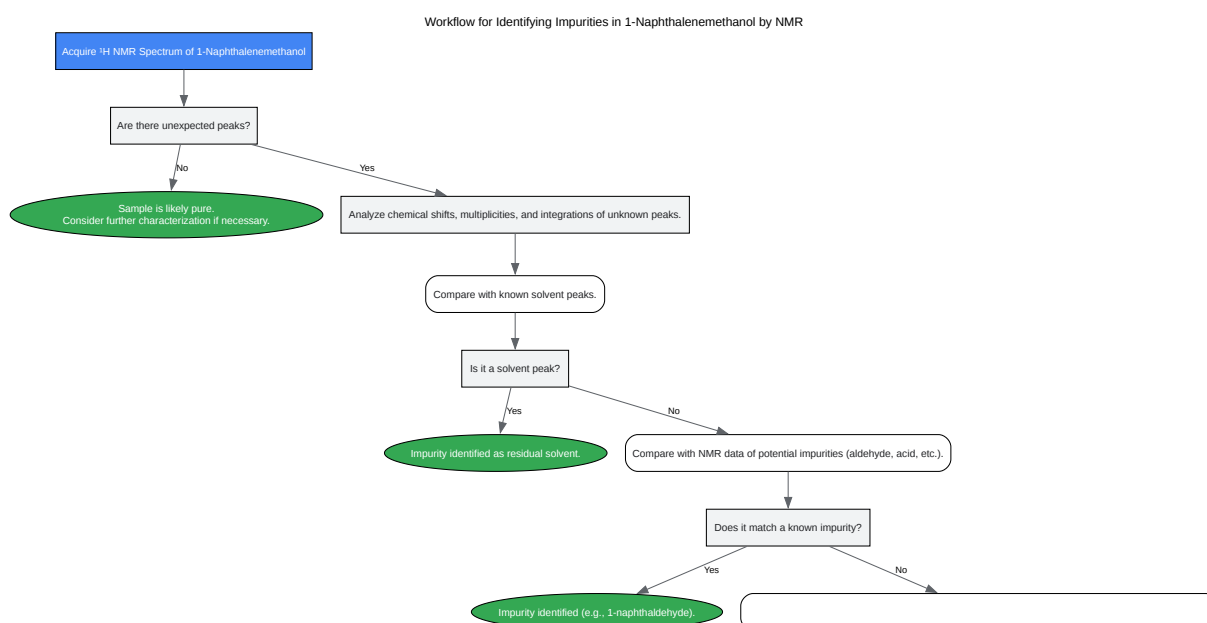 Workflow for Identifying Impurities in 1-Naphthalenemethanol by NMR
Acquire ¹H NMR Spectrum of 1-Naphthalenemethanol
Are there unexpected peaks?
No
Yes
Sample is likely pure.
Consider further characterization if necessary.
Analyze chemical shifts, multiplicities, and integrations of unknown peaks.
Compare with known solvent peaks.
Is it a solvent peak?
Yes
No
Impurity identified as residual solvent.
Compare with NMR data of potential impurities (aldehyde, acid, etc.).
Does it match a known impurity?
Yes
No
Impurity identified (e.g., 1-naphthaldehyde).